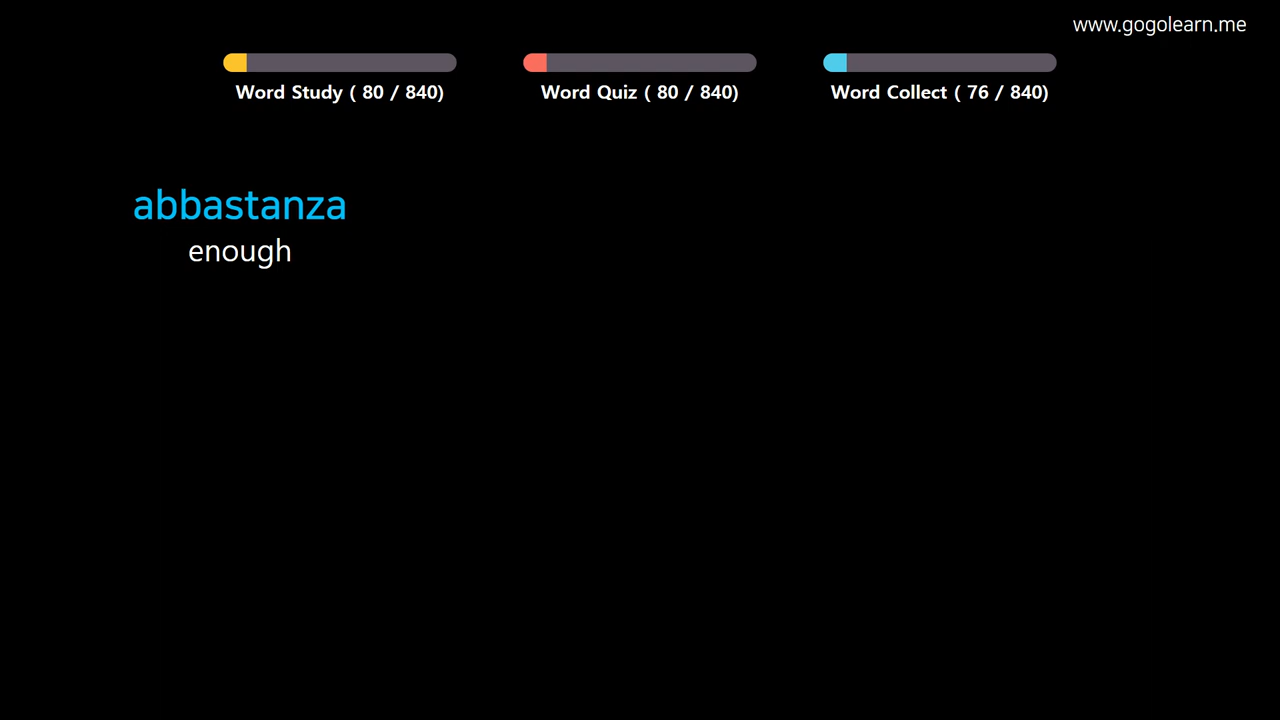 www.gogolearn.me
Word Study ( 80 / 840)
Word Quiz ( 80 / 840)
Word Collect ( 76 / 840)
abbastanza
enough